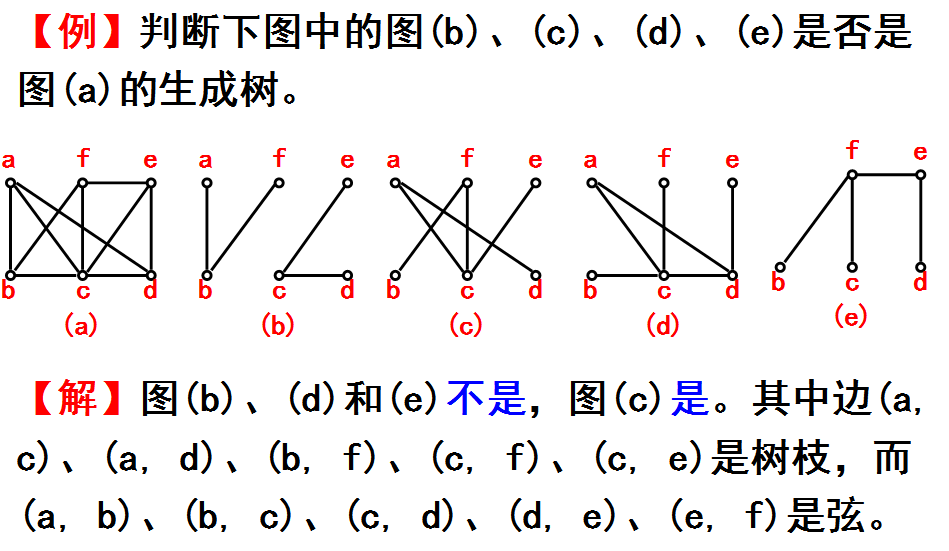 【例】判断下图中的图(b)、(c)、(d)、(e)是否是
图(a)的生成树。
a f e a f e a f e a f e f e
b c d b c d b c d b c d b c d
(a) (b) (c) (d) (e)
【解】图(b)、(d)和(e)不是，图(c)是。其中边(a,
c)、(a, d)、(b, f)、(c, f)、(c, e)是树枝，而
(a, b)、(b, c)、(c, d)、(d, e)、(e, f)是弦。